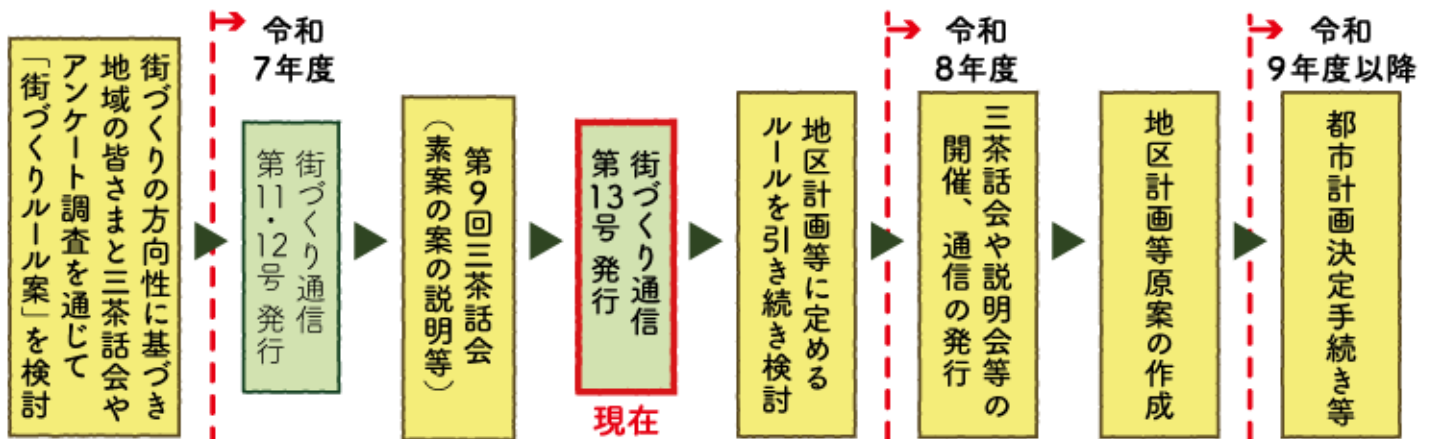 街づくりの方向性に基づき
地域の皆さまと三茶話会や
アンケート調査を通じて
「街づくりルール案」を検討
令和
7年度
街づくり通信
第11・12号 発行
第9回三茶話会
(素案の案の説明等)
街づくり通信
第13号 発行
現在
地区計画等に定める
ルールを引き続き検討
令和
8年度
三茶話会や説明会等の
開催、通信の発行
地区計画等原案の作成
令和
9年度以降
都市計画決定手続き等